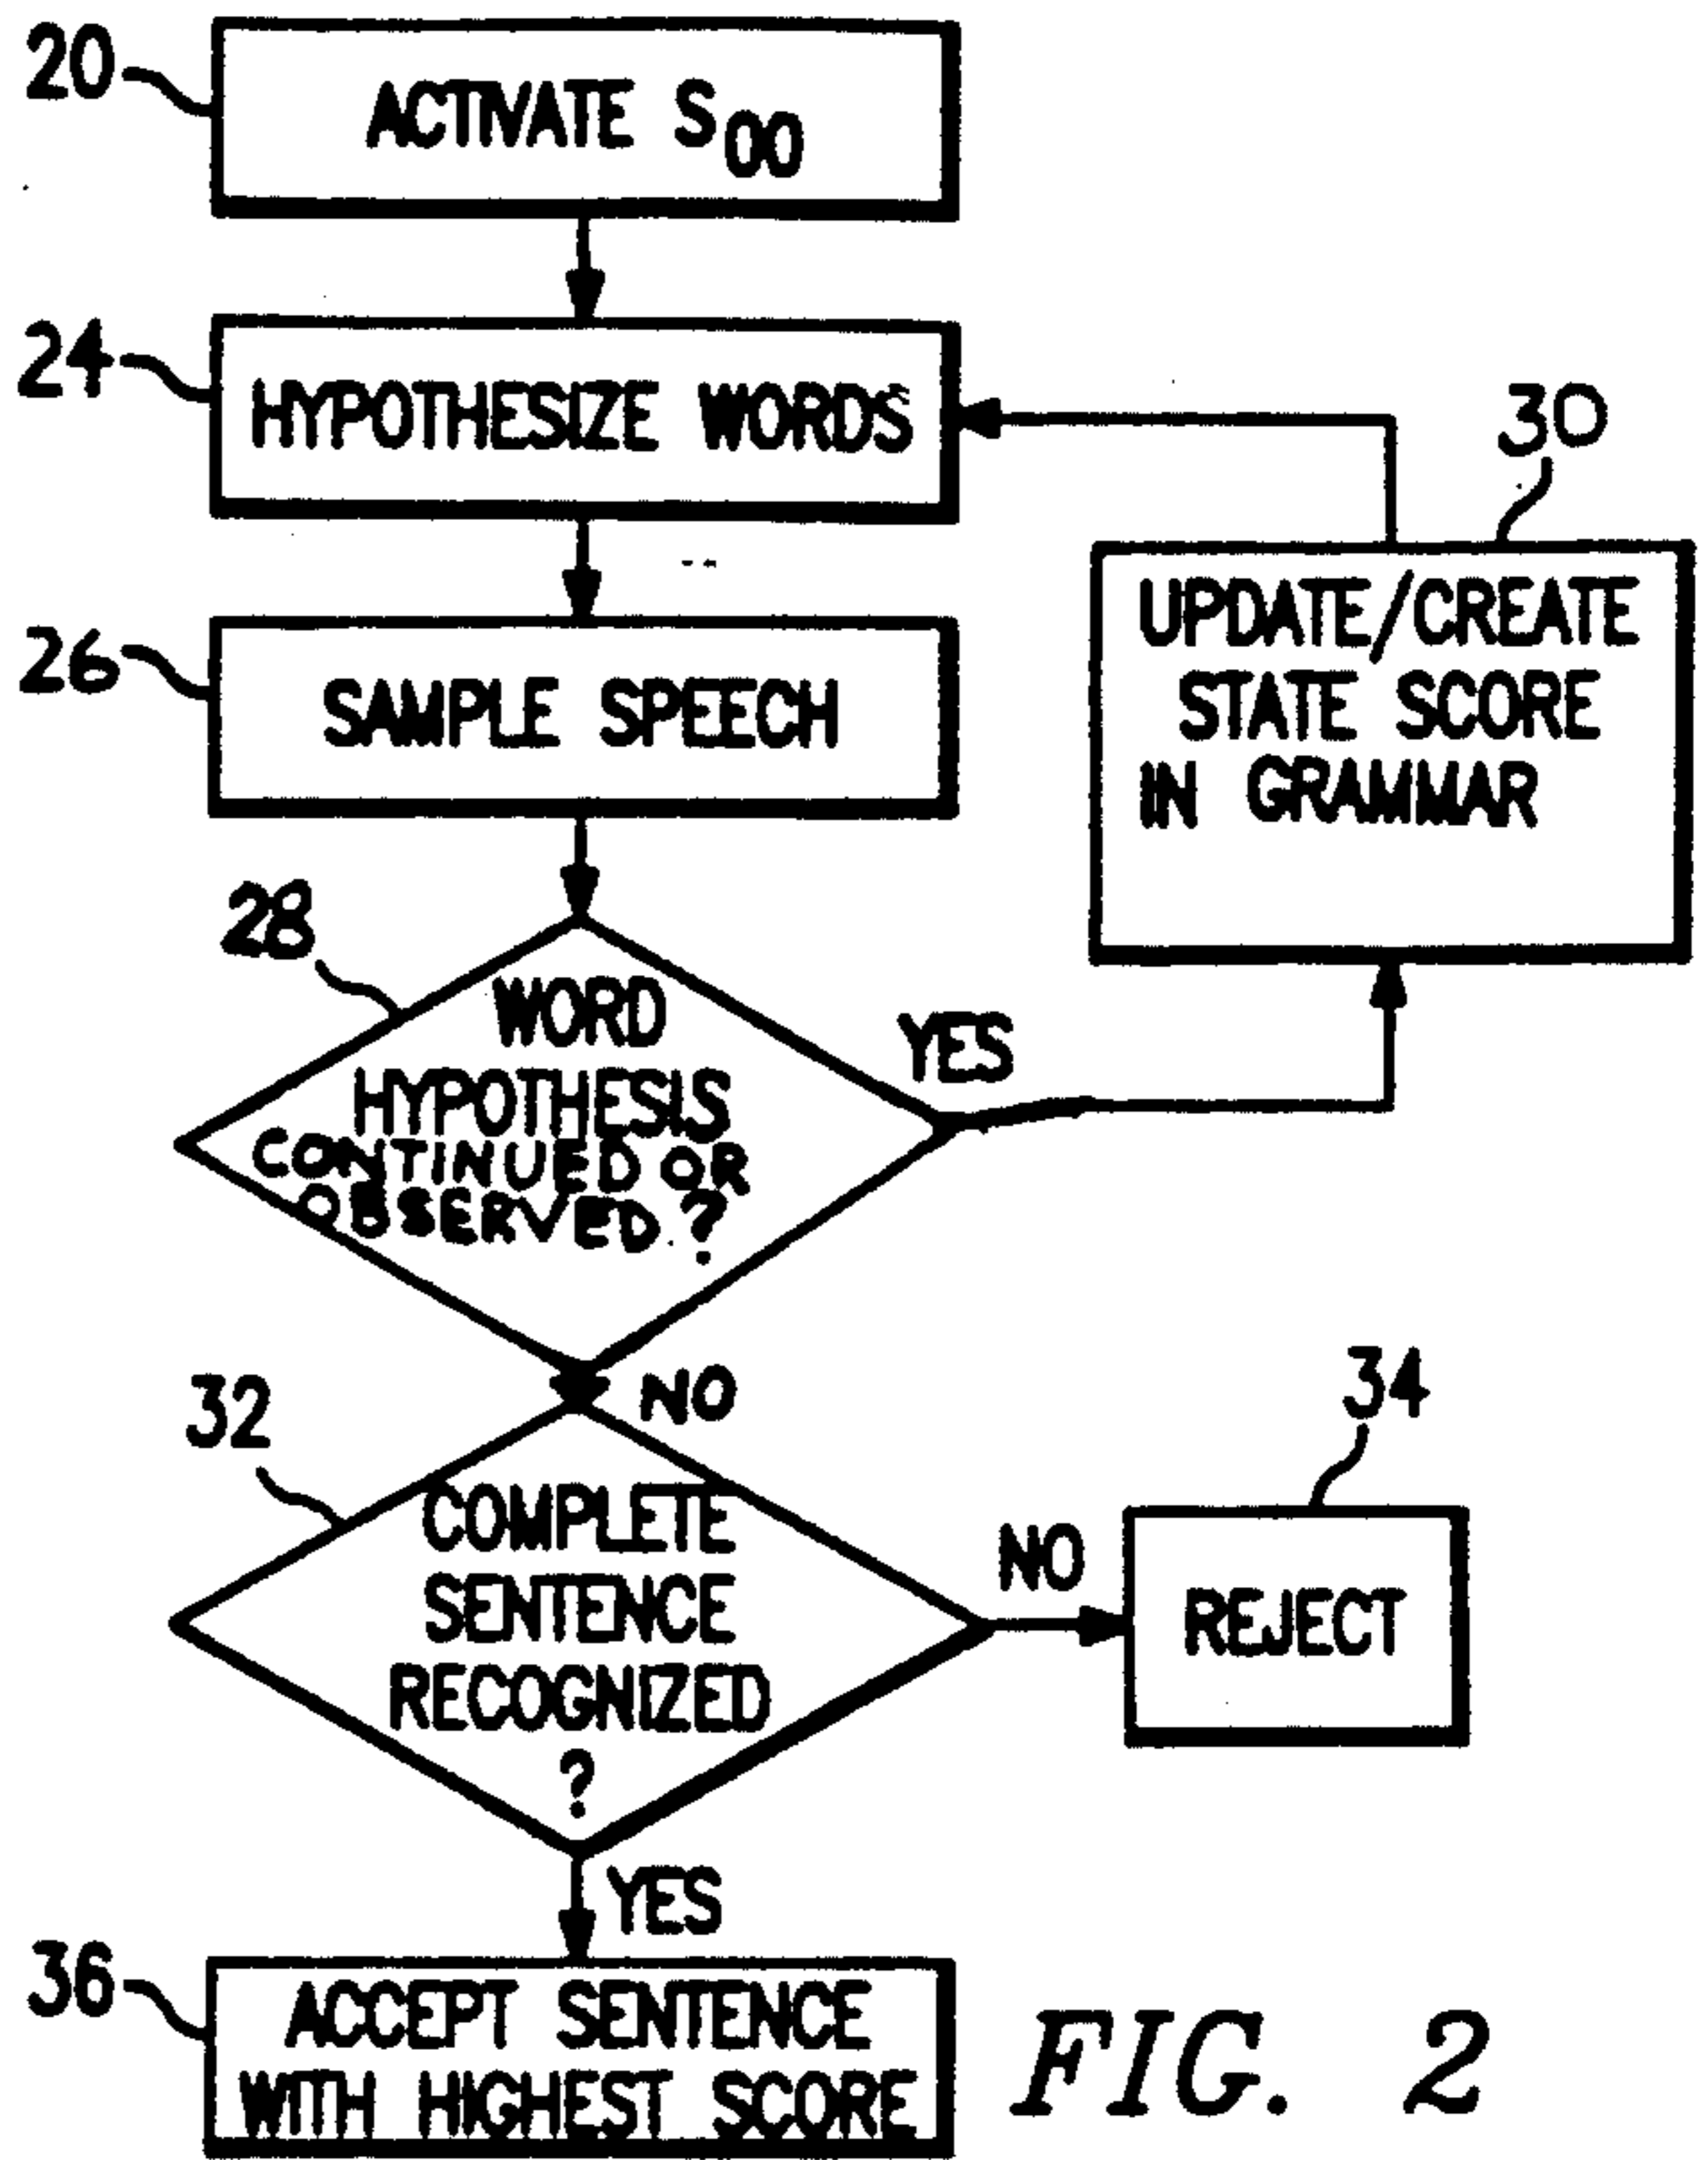 20
ACTIVATE S00
24
HYPOTHESIZE WORDS
30
UPDATE/CREATE
STATE SCORE
IN GRAMMAR
26
SAMPLE SPEECH
28
WORD
HYPOTHESIS
CONTINUED OR
OBSERVED.?
YES
NO
32
COMPLETE
SENTENCE
RECOGNIZED
?
NO
34
REJECT
YES
36
ACCEPT SENTENCE
WITH HIGHEST SCORE
FIG. 2